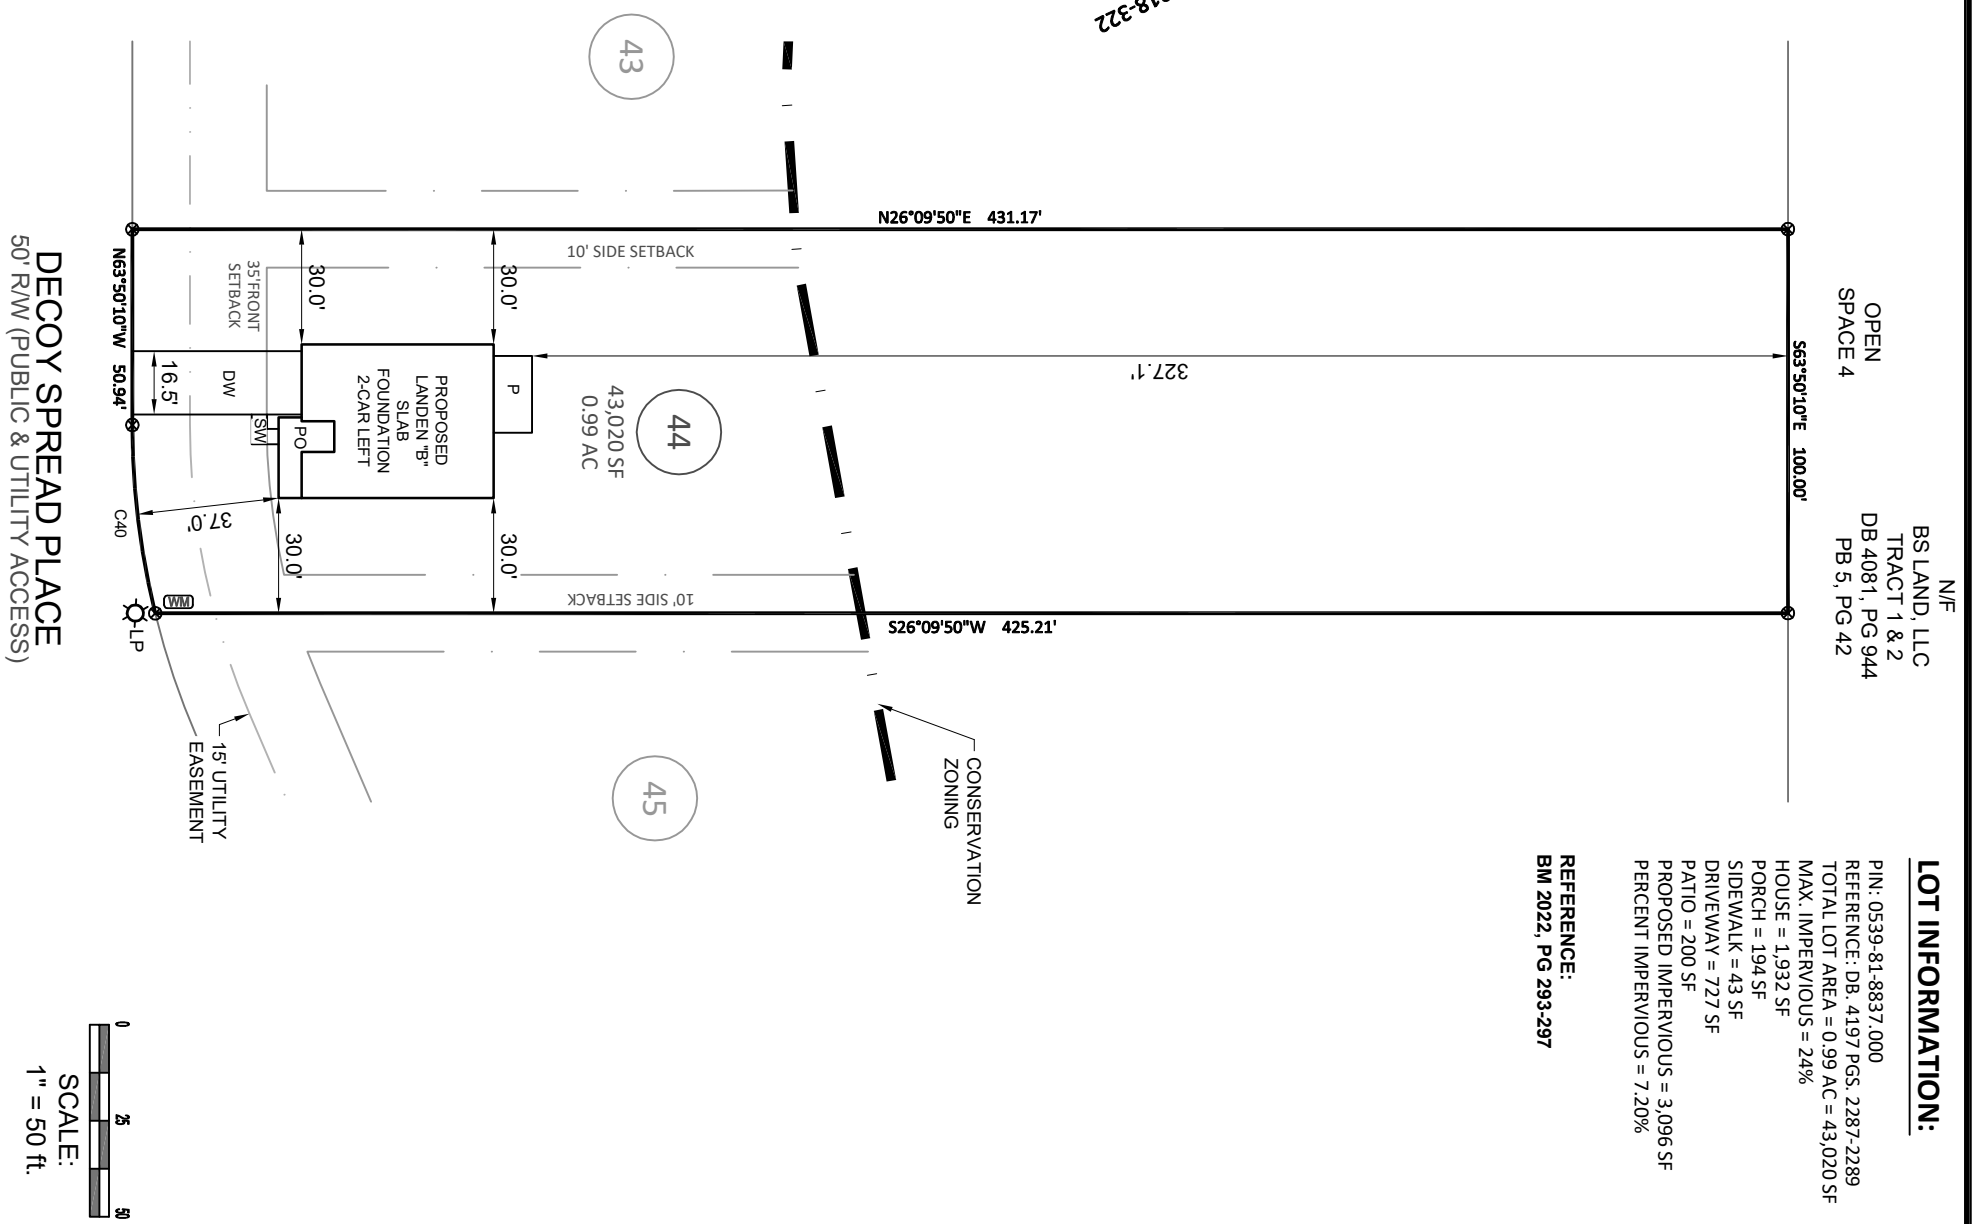 LOT INFORMATION:
PIN: 0539-81-8837.000
REFERENCE: DB. 4197 PGS. 2287-2289
TOTAL LOT AREA = 0.99 AC = 43,020 SF
MAX. IMPERVIOUS = 24%
HOUSE = 1,932 SF
PORCH = 194 SF
SIDEWALK = 43 SF
DRIVEWAY = 727 SF
PATIO = 200 SF
PROPOSED IMPERVIOUS = 3,096 SF
PERCENT IMPERVIOUS = 7.20%
REFERENCE:
BM 2022, PG 293-297
N/F
BS LAND, LLC
TRACT 1 & 2
DB 4081, PG 944
PB 5, PG 42
OPEN
SPACE 4
S63°50'10"E 100.00'
327.1'
N26°09'50"E 431.17'
S26°09'50"W 425.21'
CONSERVATION
ZONING
43
44
43,020 SF
0.99 AC
45
10' SIDE SETBACK
10' SIDE SETBACK
P
30.0'
30.0'
PROPOSED
LANDEN "B"
SLAB
FOUNDATION
2-CAR LEFT
30.0'
30.0'
PO
SW
DW
35'FRONT
SETBACK
37.0'
16.5'
15' UTILITY
EASEMENT
WM
LP
N63°50'10"W 50.94'
C40
DECOY SPREAD PLACE
50' R/W (PUBLIC & UTILITY ACCESS)
0 25 50
SCALE:
1" = 50 ft.